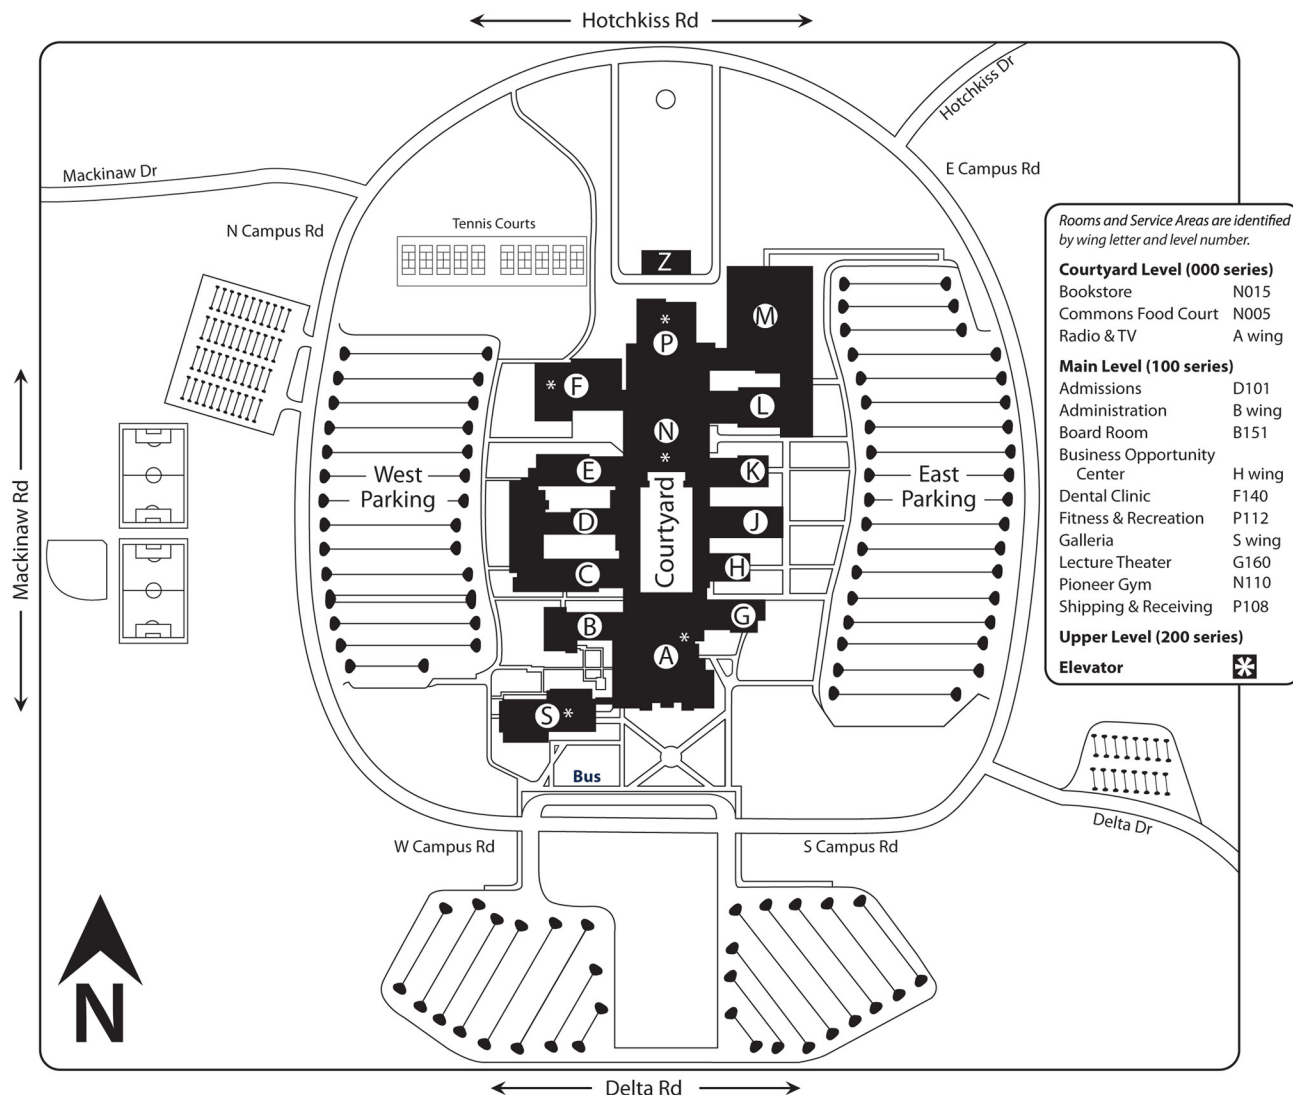 Hotchkiss Rd
Hotchkiss Dr
Mackinaw Dr
E Campus Rd
N Campus Rd
Tennis Courts
Z
M
P
F
L
N
E
K
D
J
C
H
B
G
A
S
Courtyard
West
Parking
East
Parking
Mackinaw Rd
Bus
W Campus Rd
S Campus Rd
Delta Dr
N
Delta Rd
Rooms and Service Areas are identified
by wing letter and level number.
Courtyard Level (000 series)
Bookstore N015
Commons Food Court N005
Radio & TV A wing
Main Level (100 series)
Admissions D101
Administration B wing
Board Room B151
Business Opportunity
Center H wing
Dental Clinic F140
Fitness & Recreation P112
Galleria S wing
Lecture Theater G160
Pioneer Gym N110
Shipping & Receiving P108
Upper Level (200 series)
Elevator